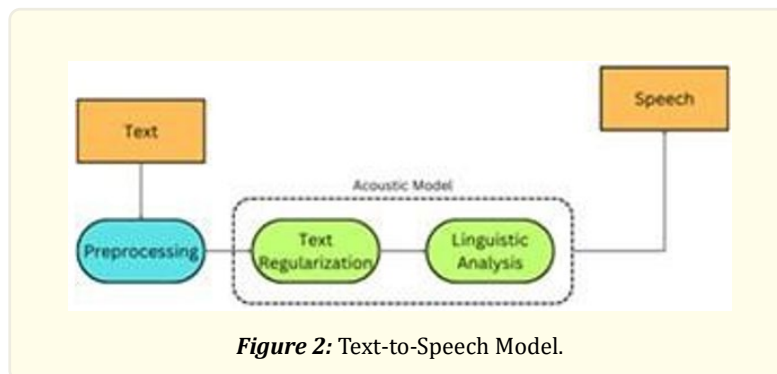 Speech
Text
Acoustic Model
Preprocessing
Text
Regularization
Linguistic
Analysis
Figure 2: Text-to-Speech Model.